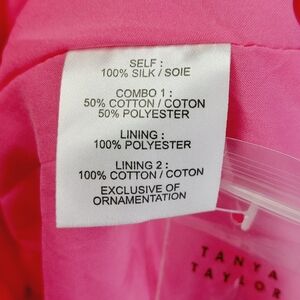 SELF :
100% SILK / SOIE
COMBO 1 :
50% COTTON / COTON
50% POLYESTER
LINING :
100% POLYESTER
LINING 2 :
100% COTTON / COTON
EXCLUSIVE OF
ORNAMENTATION
TANYA
TAYLOR